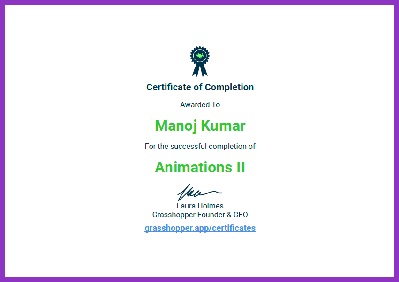 Certificate of Completion
Awarded To
Manoj Kumar
For the successful completion of
Animations II
Laura Holmes
Grasshopper Founder & CEO
grasshopper.app/certificates